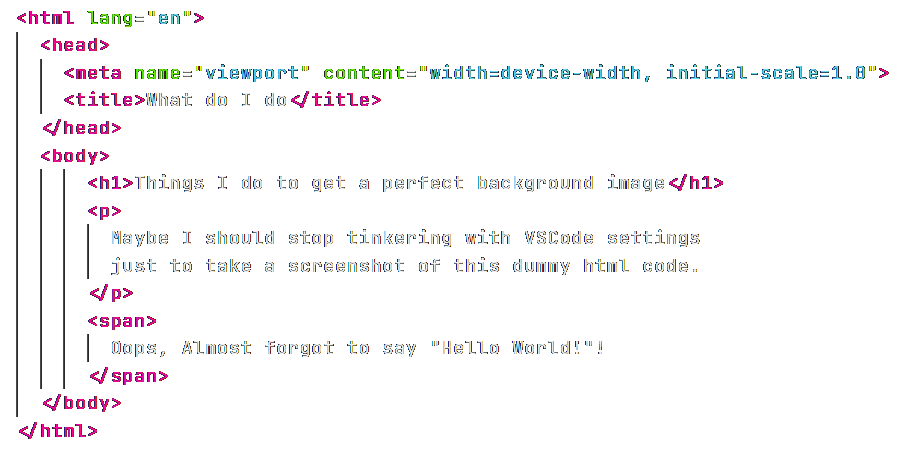 <html lang="en">
<head>
<meta name="viewport" content="width=device-width, initial-scale=1.0">
<title>What do I do</title>
</head>
<body>
<h1>Things I do to get a perfect background image</h1>
<p>
Maybe I should stop tinkering with VSCode settings
just to take a screenshot of this dummy html code.
</p>
<span>
Oops, Almost forgot to say "Hello World!"!
</span>
</body>
</html>